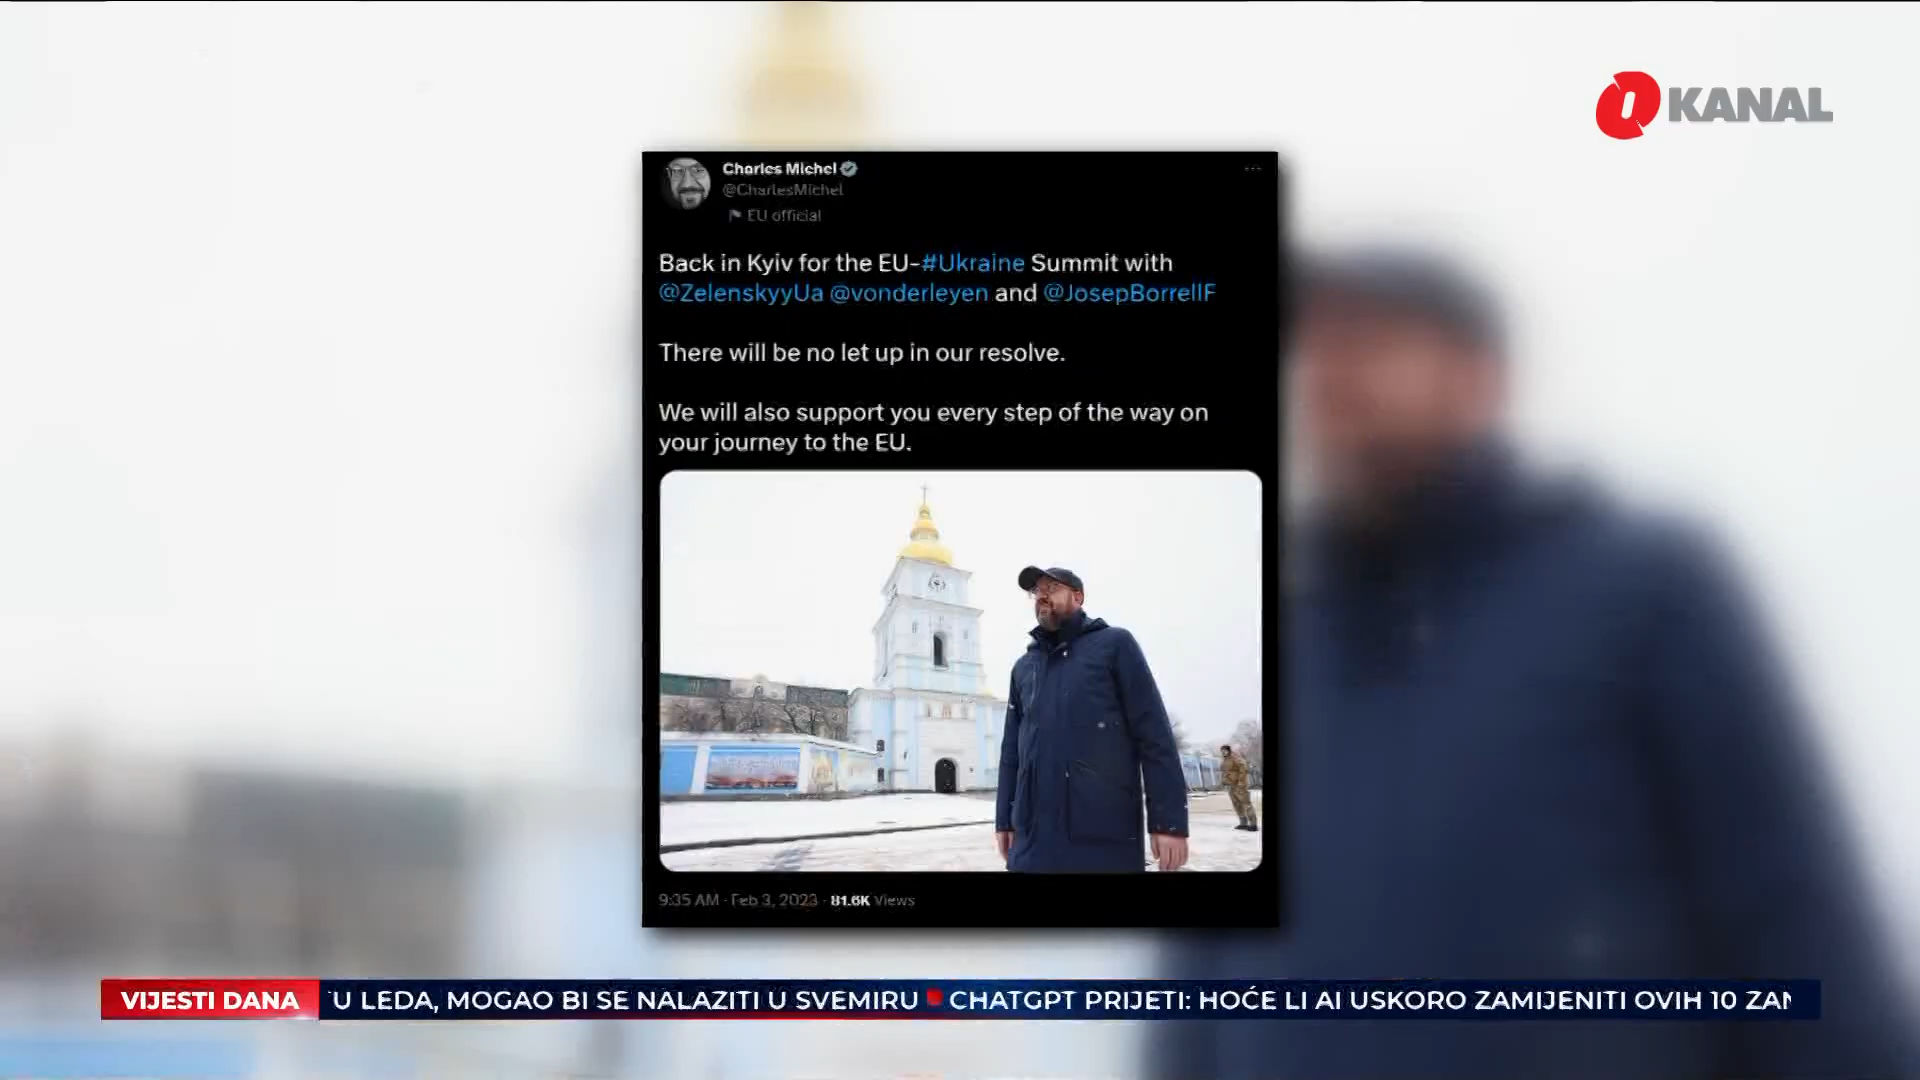 O KANAL
Charles Michel
@CharlesMichel
EU official
Back in Kyiv for the EU-#Ukraine Summit with
@ZelenskyyUa @vonderleyen and @JosepBorrellF
There will be no let up in our resolve.
We will also support you every step of the way on
your journey to the EU.
9:35 AM · Feb 3, 2023 · 81.6K Views
VIJESTI DANA
U LEDA, MOGAO BI SE NALAZITI U SVEMIRU CHATGPT PRIJETI: HOĆE LI AI USKORO ZAMIJENITI OVIH 10 ZAN